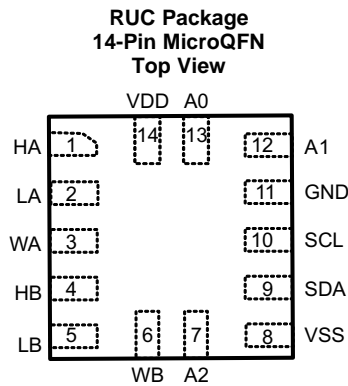 RUC Package
14-Pin MicroQFN
Top View
VDD A0
HA 1 14 13 12 A1
LA 2 11 GND
WA 3 10 SCL
HB 4 9 SDA
LB 5 6 7 8 VSS
WB A2